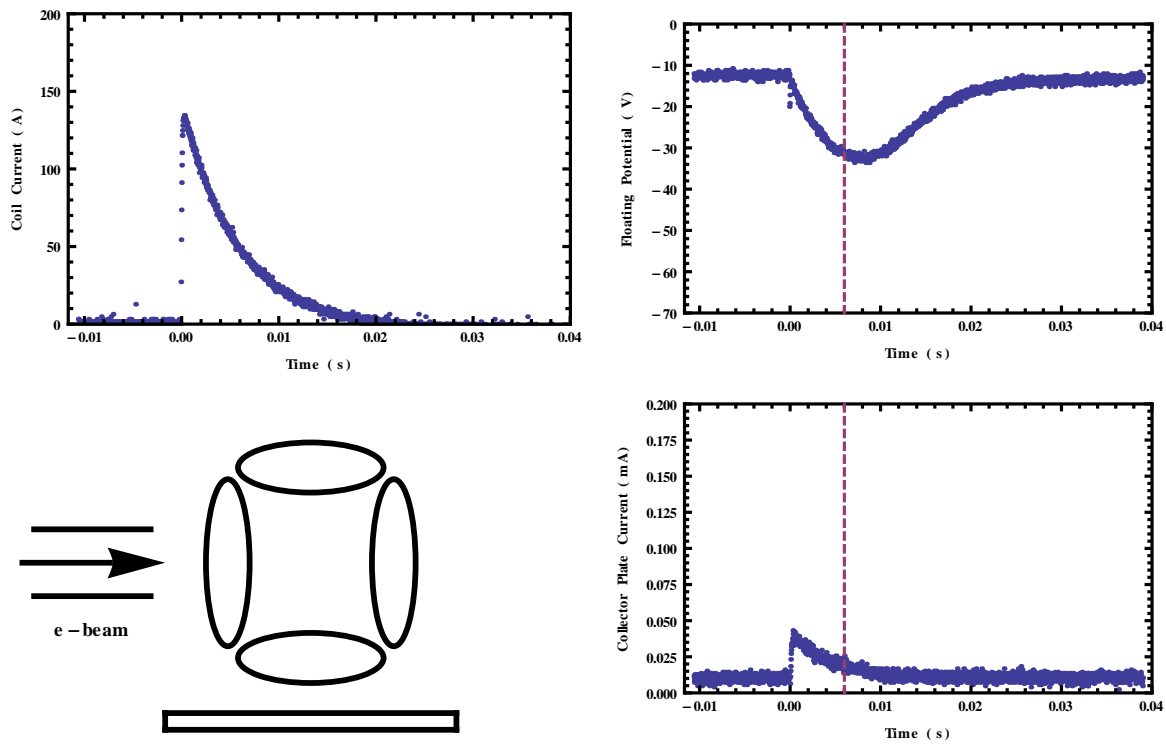 200
150
100
50
0
Coil Current ( A )
−0.01 0.00 0.01 0.02 0.03 0.04
Time ( s )
0
−10
−20
−30
−40
−50
−60
−70
Floating Potential ( V )
−0.01 0.00 0.01 0.02 0.03 0.04
Time ( s )
e −beam
0.200
0.175
0.150
0.125
0.100
0.075
0.050
0.025
0.000
Collector Plate Current ( mA )
−0.01 0.00 0.01 0.02 0.03 0.04
Time ( s )